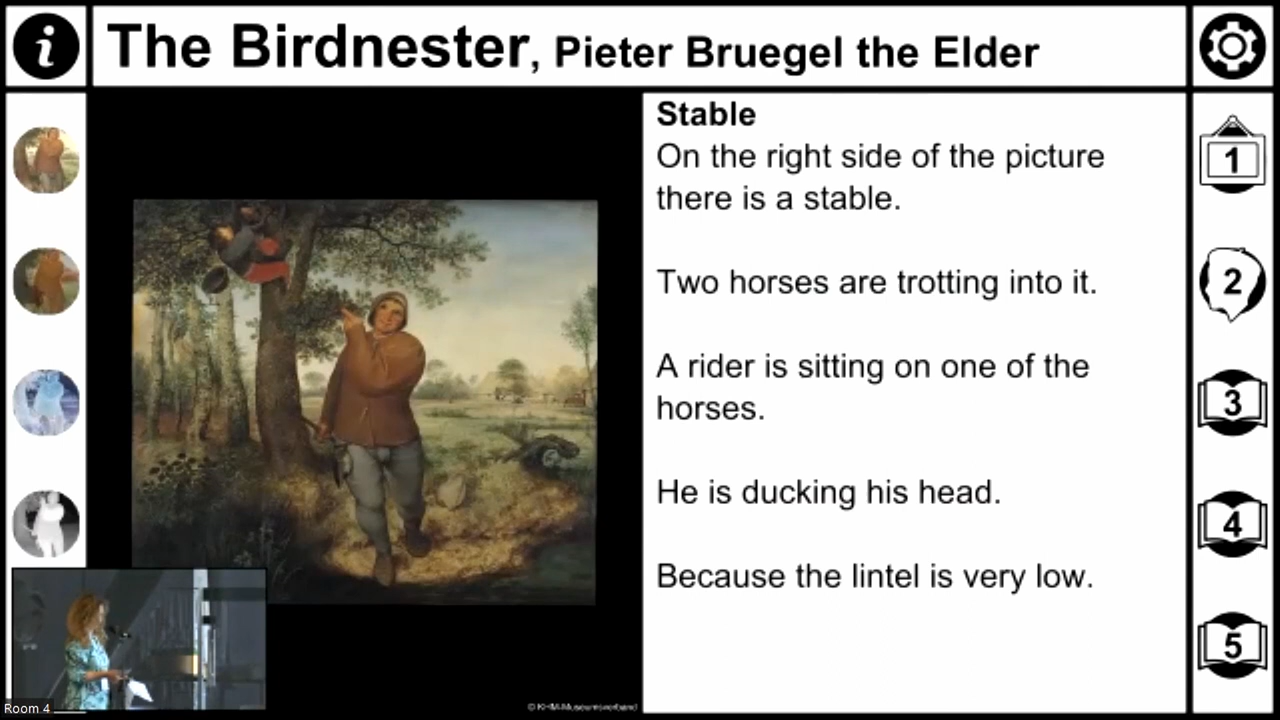 i
The Birdnester, Pieter Bruegel the Elder
Stable
On the right side of the picture
there is a stable.
Two horses are trotting into it.
A rider is sitting on one of the
horses.
He is ducking his head.
Because the lintel is very low.
1
2
3
4
5
Room 4
© KHM-Museumsverband